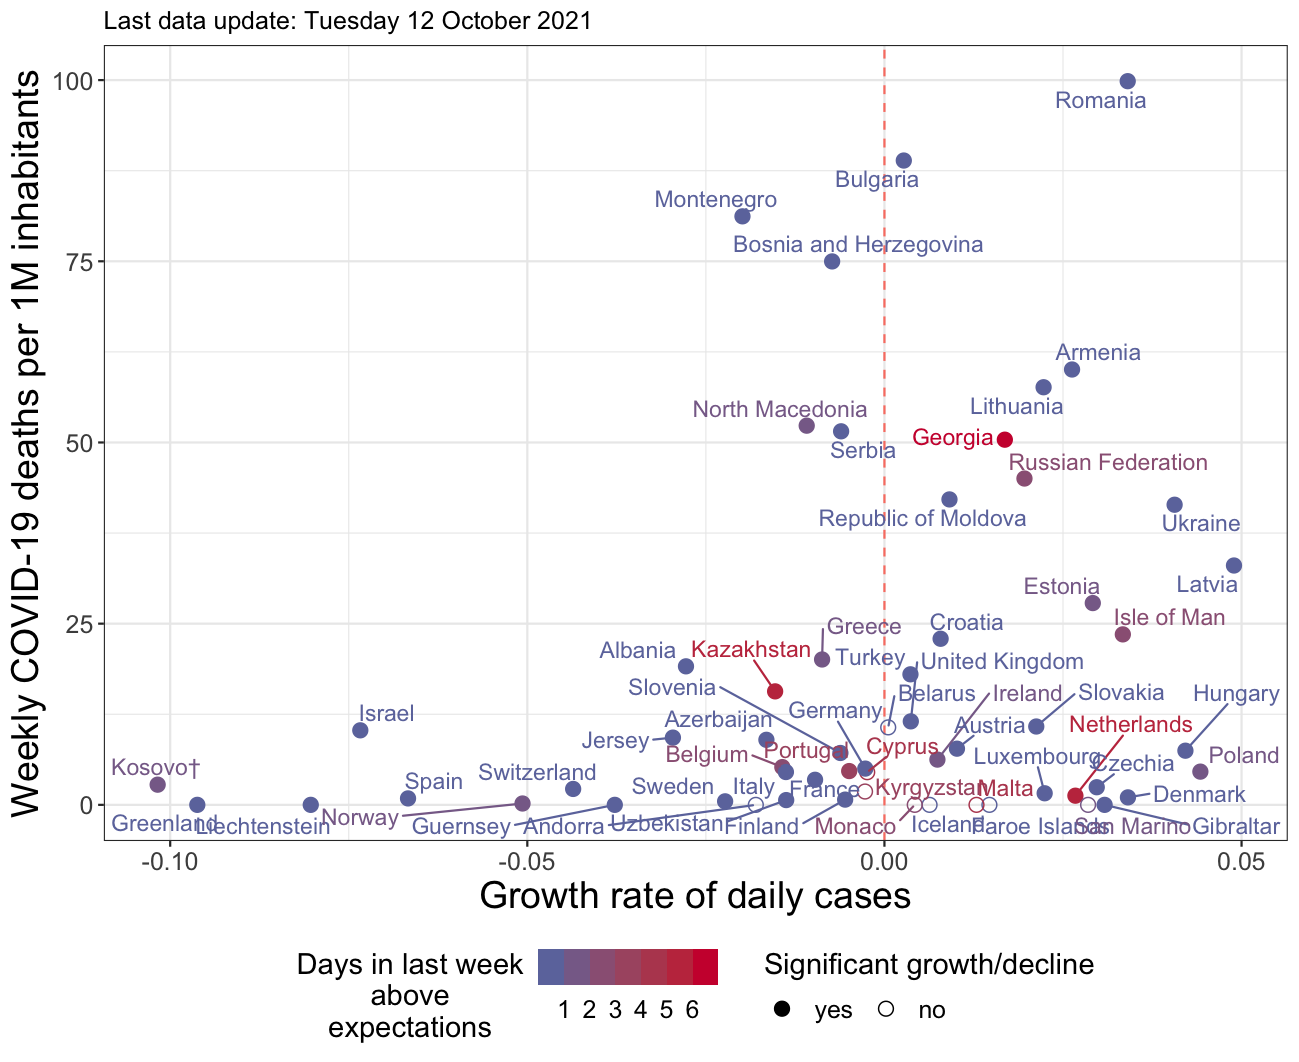 Last data update: Tuesday 12 October 2021
Weekly COVID-19 deaths per 1M inhabitants
100
75
50
25
0
Romania
Bulgaria
Montenegro
Bosnia and Herzegovina
Armenia
Lithuania
North Macedonia
Georgia
Serbia
Russian Federation
Republic of Moldova
Ukraine
Latvia
Estonia
Isle of Man
Croatia
Greece
Albania
Kazakhstan
Turkey
United Kingdom
Slovenia
Belarus
Ireland
Slovakia
Hungary
Israel
Germany
Azerbaijan
Austria
Netherlands
Jersey
Belgium
Portugal
Cyprus
Luxembourg
Czechia
Poland
Kosovo†
Spain
Switzerland
Sweden
Italy
France
Kyrgyzstan
Malta
Denmark
Greenland
Liechtenstein
Norway
Guernsey
Andorra
Uzbekistan
Finland
Monaco
Iceland
Faroe Islands
San Marino
Gibraltar
-0.10
-0.05
0.00
0.05
Growth rate of daily cases
Days in last week
above
expectations
1 2 3 4 5 6
Significant growth/decline
yes
no